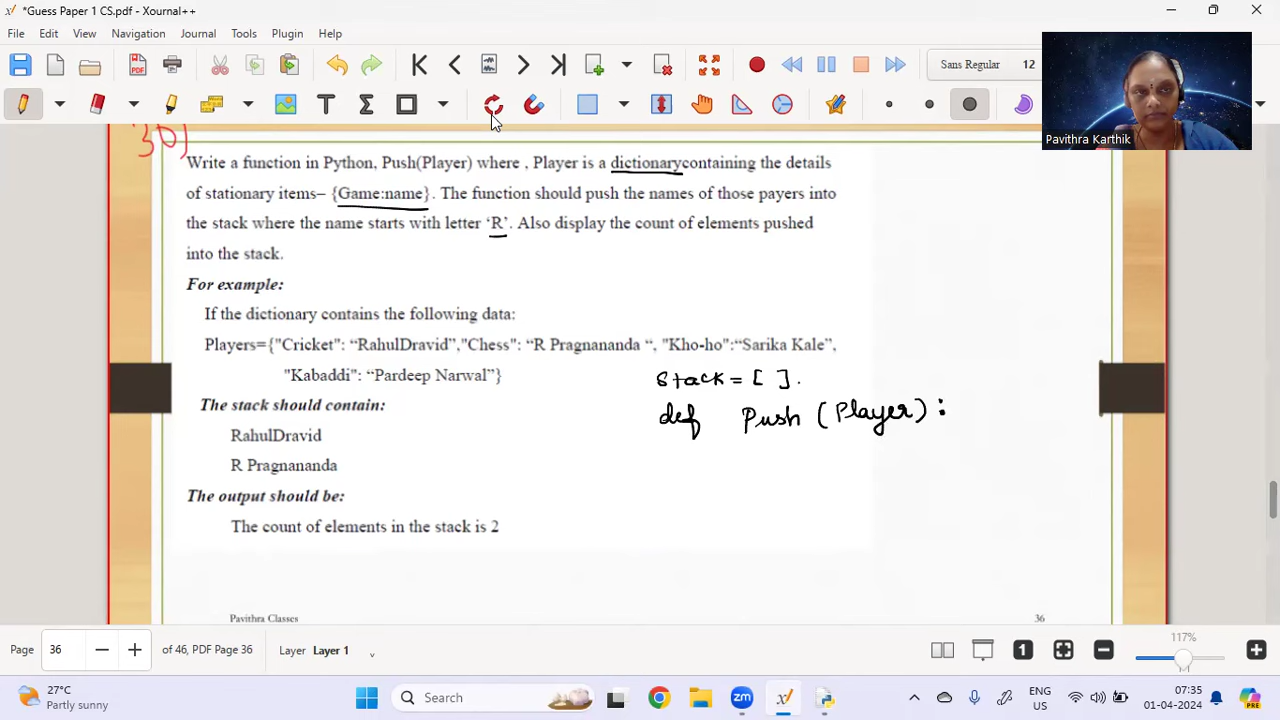 *Guess Paper 1 CS.pdf - Xournal++
File Edit View Navigation Journal Tools Plugin Help
Sans Regular 12
Pavithra Karthik
36)
Write a function in Python, Push(Player) where , Player is a dictionarycontaining the details
of stationary items– {Game:name}. The function should push the names of those payers into
the stack where the name starts with letter ‘R’. Also display the count of elements pushed
into the stack.
For example:
If the dictionary contains the following data:
Players={"Cricket": “RahulDravid”,"Chess": “R Pragnananda “, "Kho-ho":“Sarika Kale”,
"Kabaddi": “Pardeep Narwal”}
The stack should contain:
RahulDravid
R Pragnananda
The output should be:
The count of elements in the stack is 2
Stack = [ ].
def Push (Player):
Pavithra Classes 36
Page 36 of 46, PDF Page 36 Layer Layer 1 117%
27°C
Partly sunny
Search
ENG
US
07:35
01-04-2024